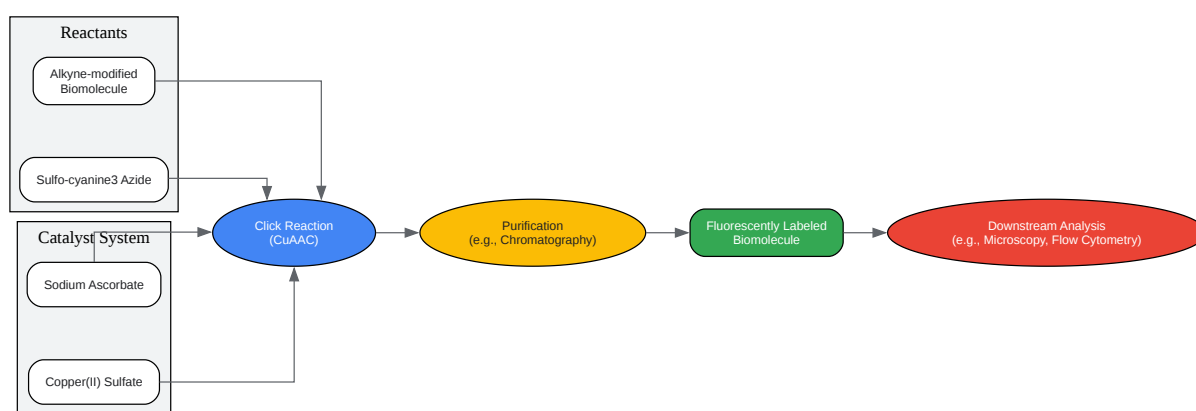 Reactants
Alkyne-modified
Biomolecule
Sulfo-cyanine3 Azide
Catalyst System
Sodium Ascorbate
Copper(II) Sulfate
Click Reaction
(CuAAC)
Purification
(e.g., Chromatography)
Fluorescently Labeled
Biomolecule
Downstream Analysis
(e.g., Microscopy, Flow Cytometry)